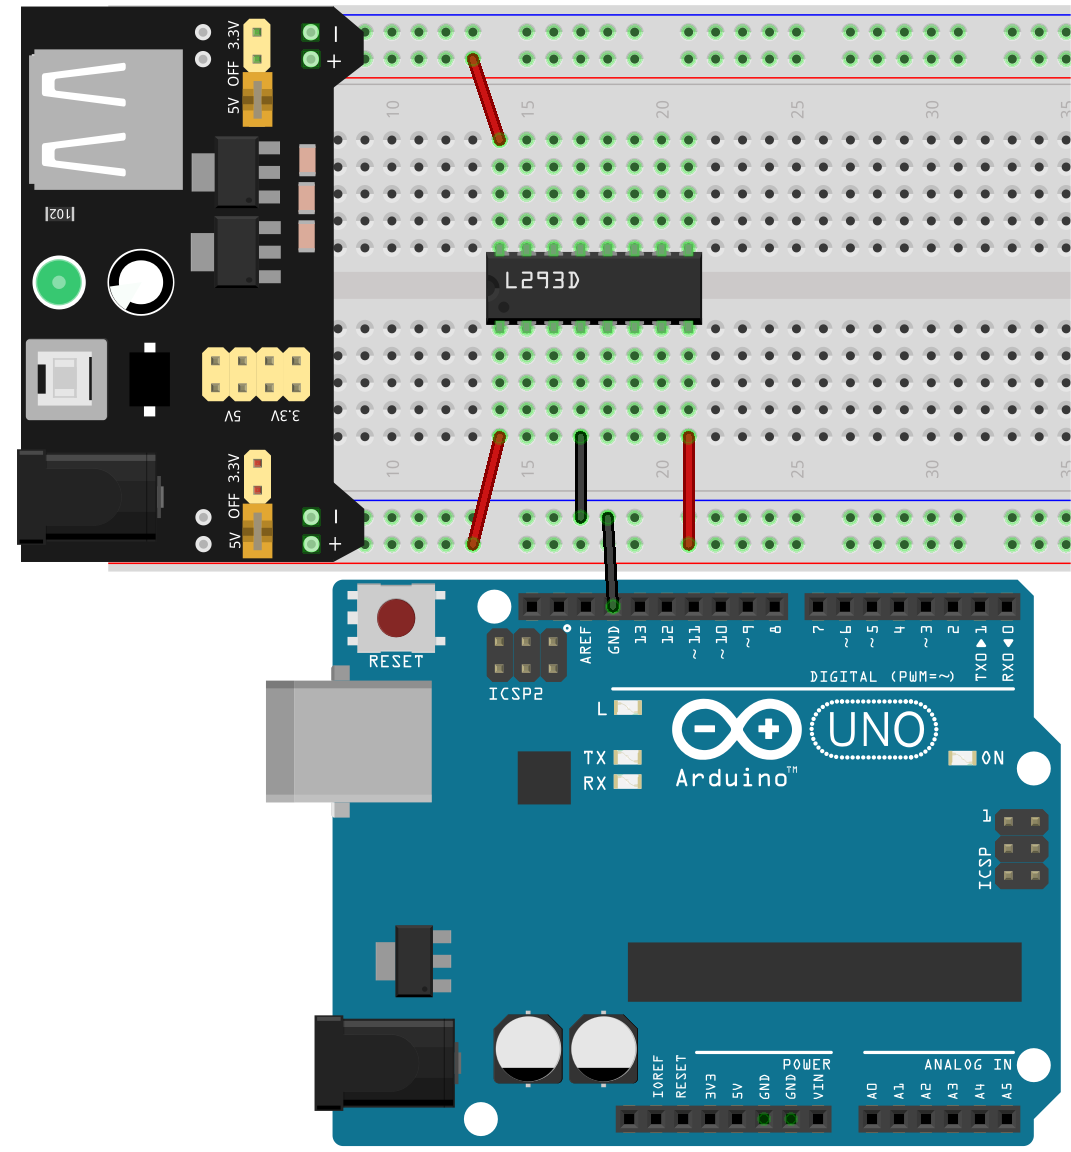 3.3V
OFF
5V
10
15
20
25
30
35
102
L293D
5V
3.3V
10
15
20
25
30
35
3.3V
OFF
5V
RESET
ICSP2
AREF
GND
13
12
~11
~10
~9
8
7
~6
~5
4
~3
2
TX0▶1
RX0◀0
DIGITAL (PWM=~)
L
TX
RX
UNO
Arduino™
ON
1
ICSP
POWER
ANALOG IN
IOREF
RESET
3V3
5V
GND
GND
VIN
A0
A1
A2
A3
A4
A5